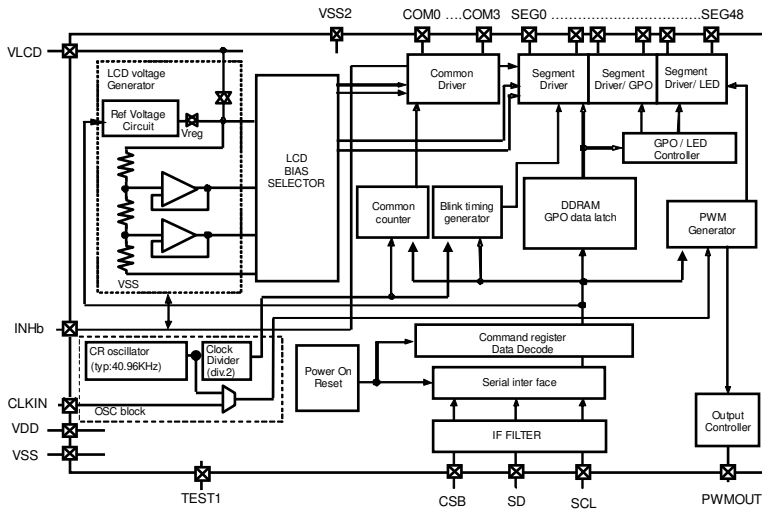 VSS2
COM0 ….COM3
SEG0 ……………………….SEG48
VLCD
LCD voltage
Generator
Ref Voltage
Circuit
Vreg
VSS
LCD
BIAS
SELECTOR
Common
Driver
Segment
Driver
Segment
Driver/ GPO
Segment
Driver/ LED
GPO / LED
Controller
Common
counter
Blink timing
generator
DDRAM
GPO data latch
PWM
Generator
INHb
CR oscillator
(typ:40.96KHz)
Clock
Divider
(div.2)
OSC block
Power On
Reset
Command register
Data Decode
Serial inter face
IF FILTER
Output
Controller
CLKIN
VDD
VSS
TEST1
CSB
SD
SCL
PWMOUT